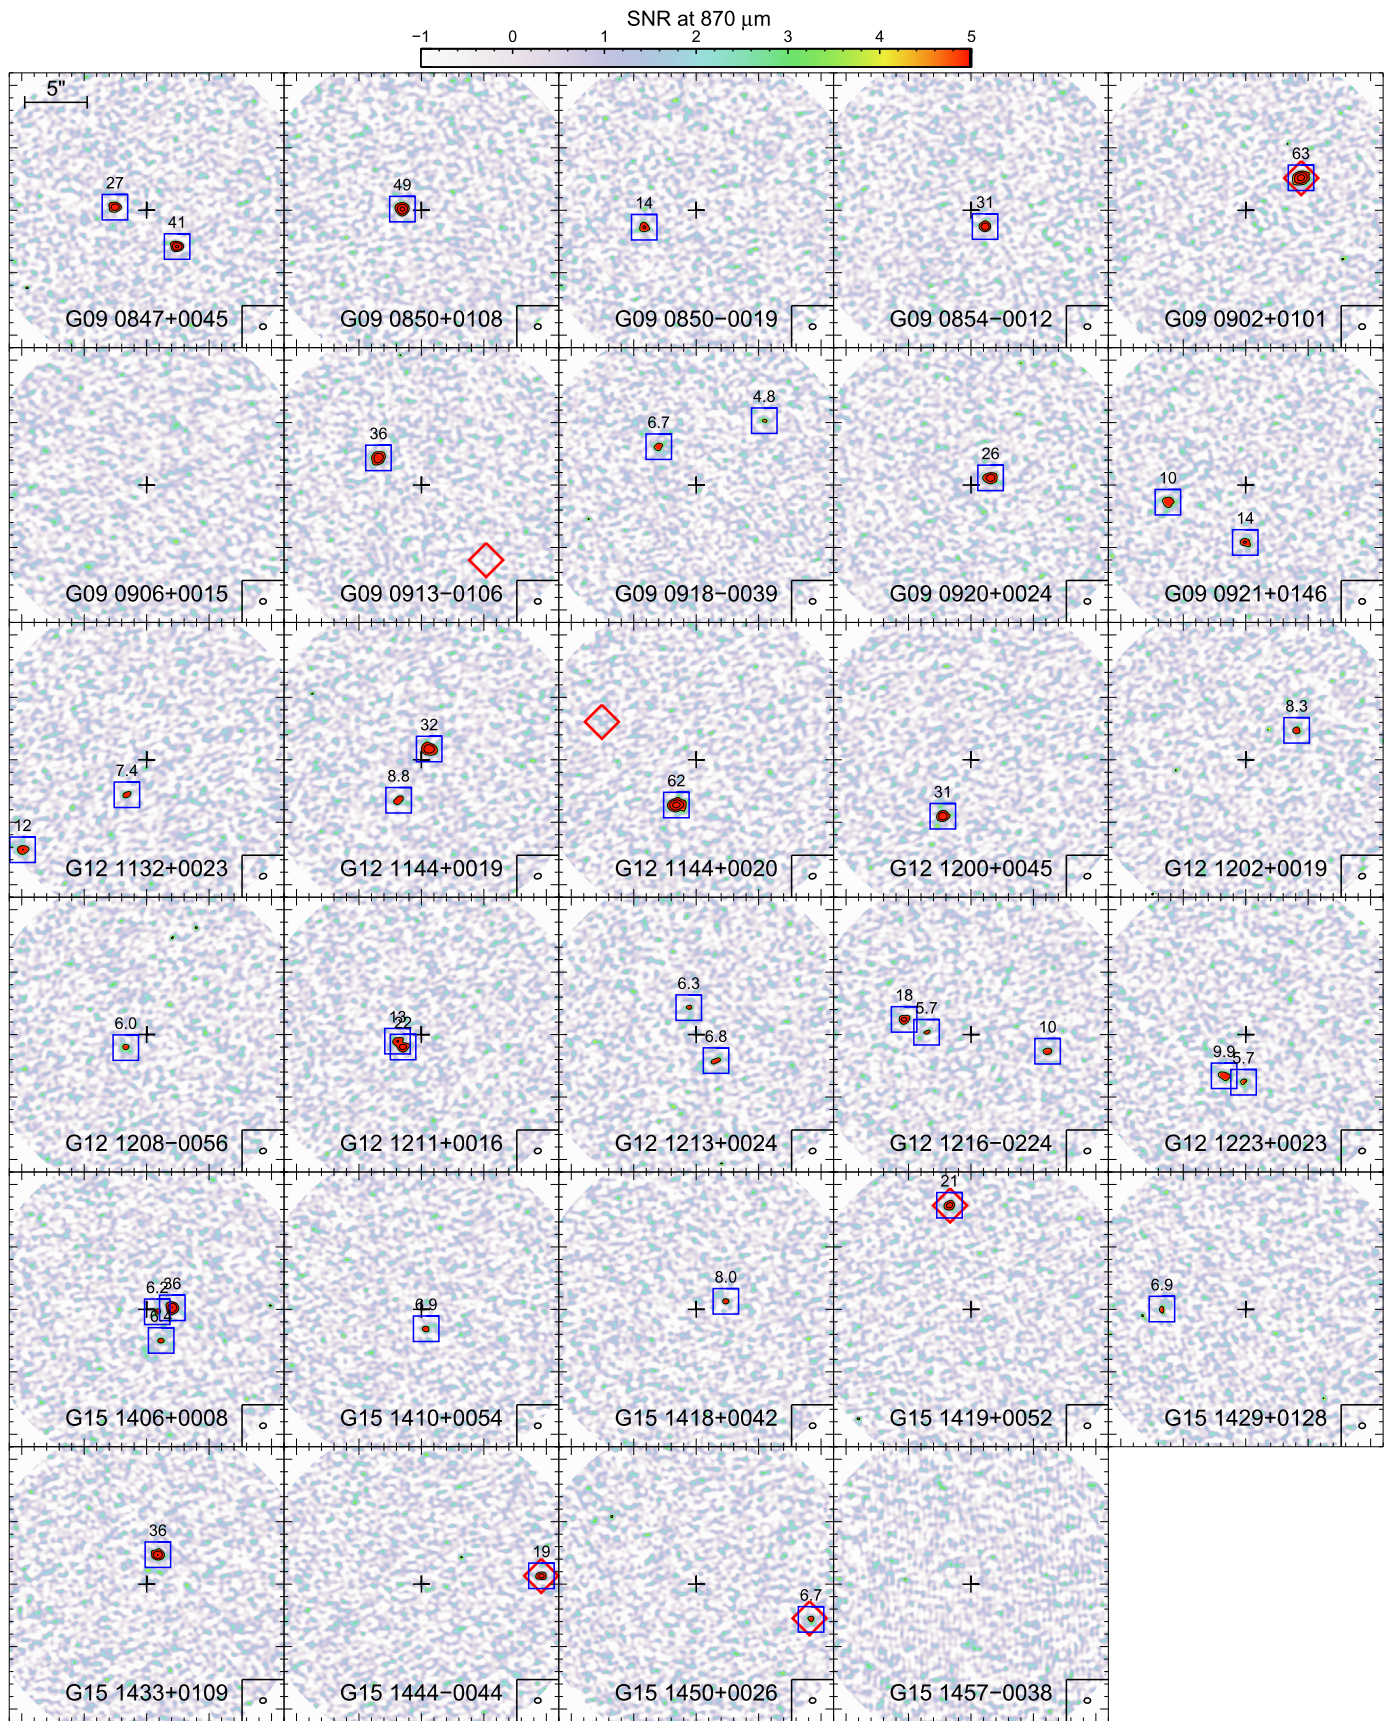 SNR at 870 μm
−1 0 1 2 3 4 5
5"
27
41
G09 0847+0045
49
G09 0850+0108
14
G09 0850−0019
31
G09 0854−0012
63
G09 0902+0101
G09 0906+0015
36
G09 0913−0106
4.8
6.7
G09 0918−0039
26
G09 0920+0024
10
14
G09 0921+0146
7.4
12
G12 1132+0023
32
8.8
G12 1144+0019
62
G12 1144+0020
31
G12 1200+0045
8.3
G12 1202+0019
6.0
G12 1208−0056
13
22
G12 1211+0016
6.3
6.8
G12 1213+0024
18
5.7
10
G12 1216−0224
9.9
5.7
G12 1223+0023
6.2
36
6.4
G15 1406+0008
6.9
G15 1410+0054
8.0
G15 1418+0042
21
G15 1419+0052
6.9
G15 1429+0128
36
G15 1433+0109
19
G15 1444−0044
6.7
G15 1450+0026
G15 1457−0038